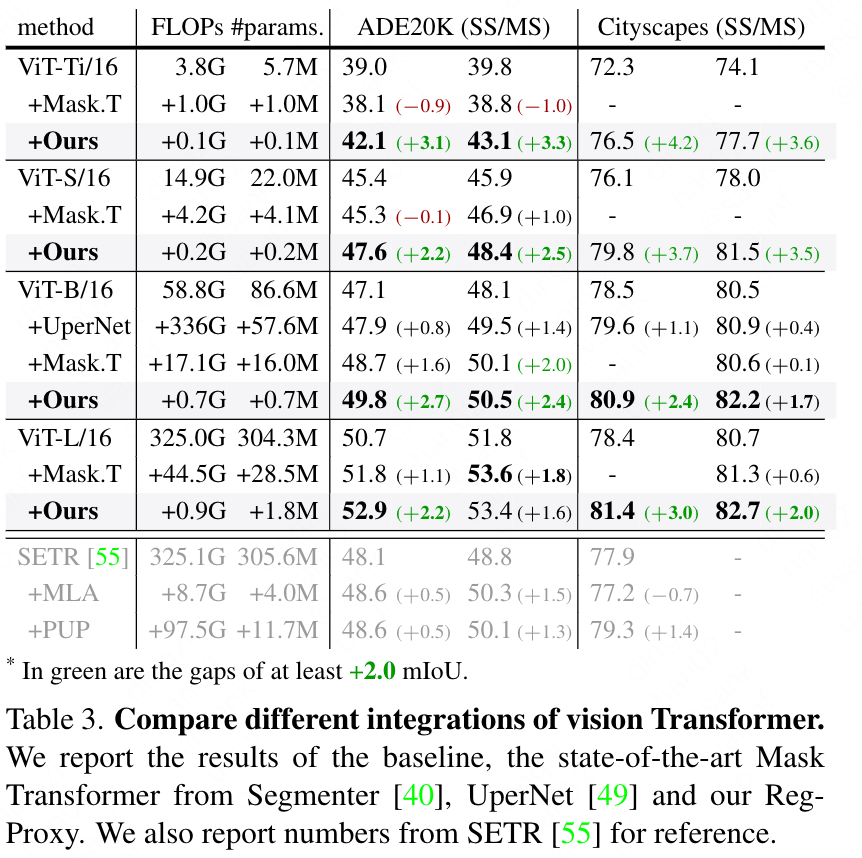 method FLOPs #params. ADE20K (SS/MS) Cityscapes (SS/MS)
ViT-Ti/16 3.8G 5.7M 39.0 39.8 72.3 74.1
+Mask.T +1.0G +1.0M 38.1 (−0.9) 38.8 (−1.0) - -
+Ours +0.1G +0.1M 42.1 (+3.1) 43.1 (+3.3) 76.5 (+4.2) 77.7 (+3.6)
ViT-S/16 14.9G 22.0M 45.4 45.9 76.1 78.0
+Mask.T +4.2G +4.1M 45.3 (−0.1) 46.9 (+1.0) - -
+Ours +0.2G +0.2M 47.6 (+2.2) 48.4 (+2.5) 79.8 (+3.7) 81.5 (+3.5)
ViT-B/16 58.8G 86.6M 47.1 48.1 78.5 80.5
+UperNet +336G +57.6M 47.9 (+0.8) 49.5 (+1.4) 79.6 (+1.1) 80.9 (+0.4)
+Mask.T +17.1G +16.0M 48.7 (+1.6) 50.1 (+2.0) - 80.6 (+0.1)
+Ours +0.7G +0.7M 49.8 (+2.7) 50.5 (+2.4) 80.9 (+2.4) 82.2 (+1.7)
ViT-L/16 325.0G 304.3M 50.7 51.8 78.4 80.7
+Mask.T +44.5G +28.5M 51.8 (+1.1) 53.6 (+1.8) - 81.3 (+0.6)
+Ours +0.9G +1.8M 52.9 (+2.2) 53.4 (+1.6) 81.4 (+3.0) 82.7 (+2.0)
SETR [55] 325.1G 305.6M 48.1 48.8 77.9 -
+MLA +8.7G +4.0M 48.6 (+0.5) 50.3 (+1.5) 77.2 (−0.7) -
+PUP +97.5G +11.7M 48.6 (+0.5) 50.1 (+1.3) 79.3 (+1.4) -
* In green are the gaps of at least +2.0 mIoU.
Table 3. Compare different integrations of vision Transformer.
We report the results of the baseline, the state-of-the-art Mask
Transformer from Segmenter [40], UperNet [49] and our Reg-
Proxy. We also report numbers from SETR [55] for reference.